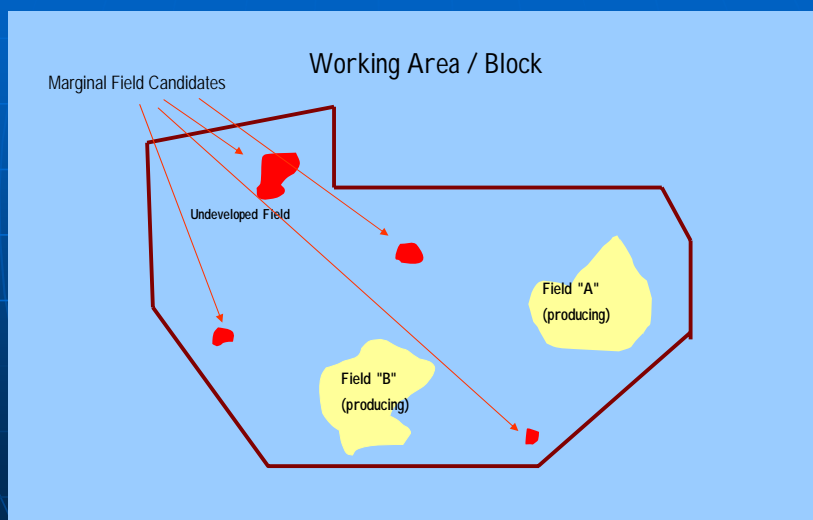 Working Area / Block
Marginal Field Candidates
Undeveloped Field
Field "A"
(producing)
Field "B"
(producing)